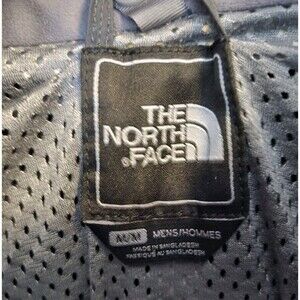 THE
NORTH
FACE
M/M MENS/HOMMES
MADE IN BANGLADESH
FABRIQUÉ AU BANGLADESH